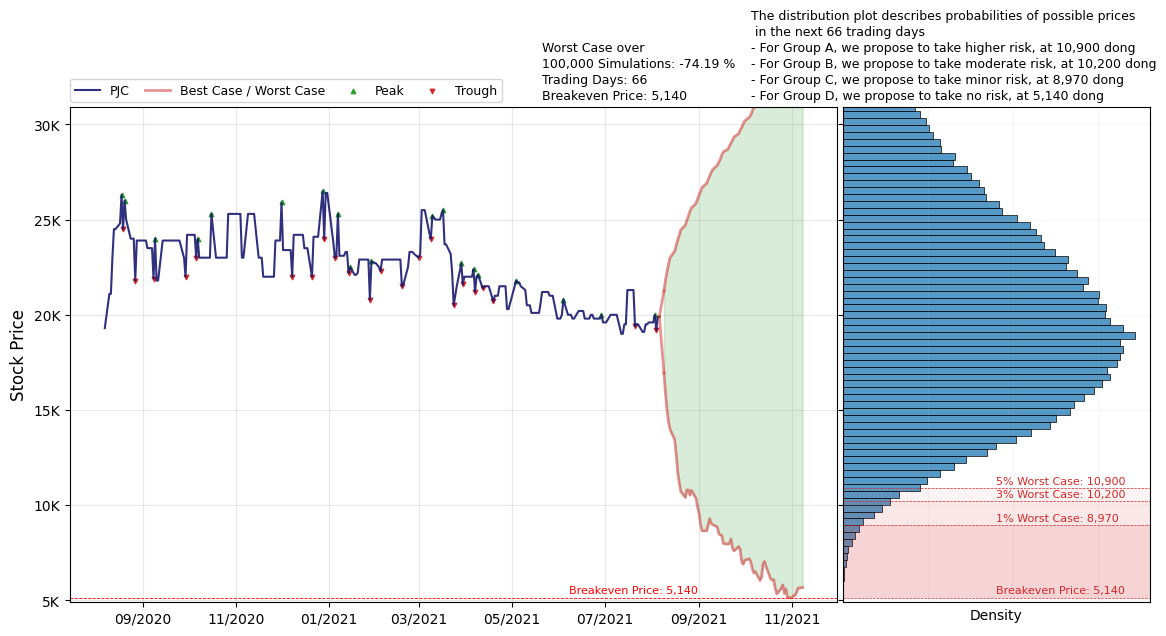 The distribution plot describes probabilities of possible prices
in the next 66 trading days
- For Group A, we propose to take higher risk, at 10,900 dong
- For Group B, we propose to take moderate risk, at 10,200 dong
- For Group C, we propose to take minor risk, at 8,970 dong
- For Group D, we propose to take no risk, at 5,140 dong
Worst Case over
100,000 Simulations: -74.19 %
Trading Days: 66
Breakeven Price: 5,140
PJC
Best Case / Worst Case
Peak
Trough
Stock Price
30K
25K
20K
15K
10K
5K
09/2020
11/2020
01/2021
03/2021
05/2021
07/2021
09/2021
11/2021
Breakeven Price: 5,140
5% Worst Case: 10,900
3% Worst Case: 10,200
1% Worst Case: 8,970
Breakeven Price: 5,140
Density